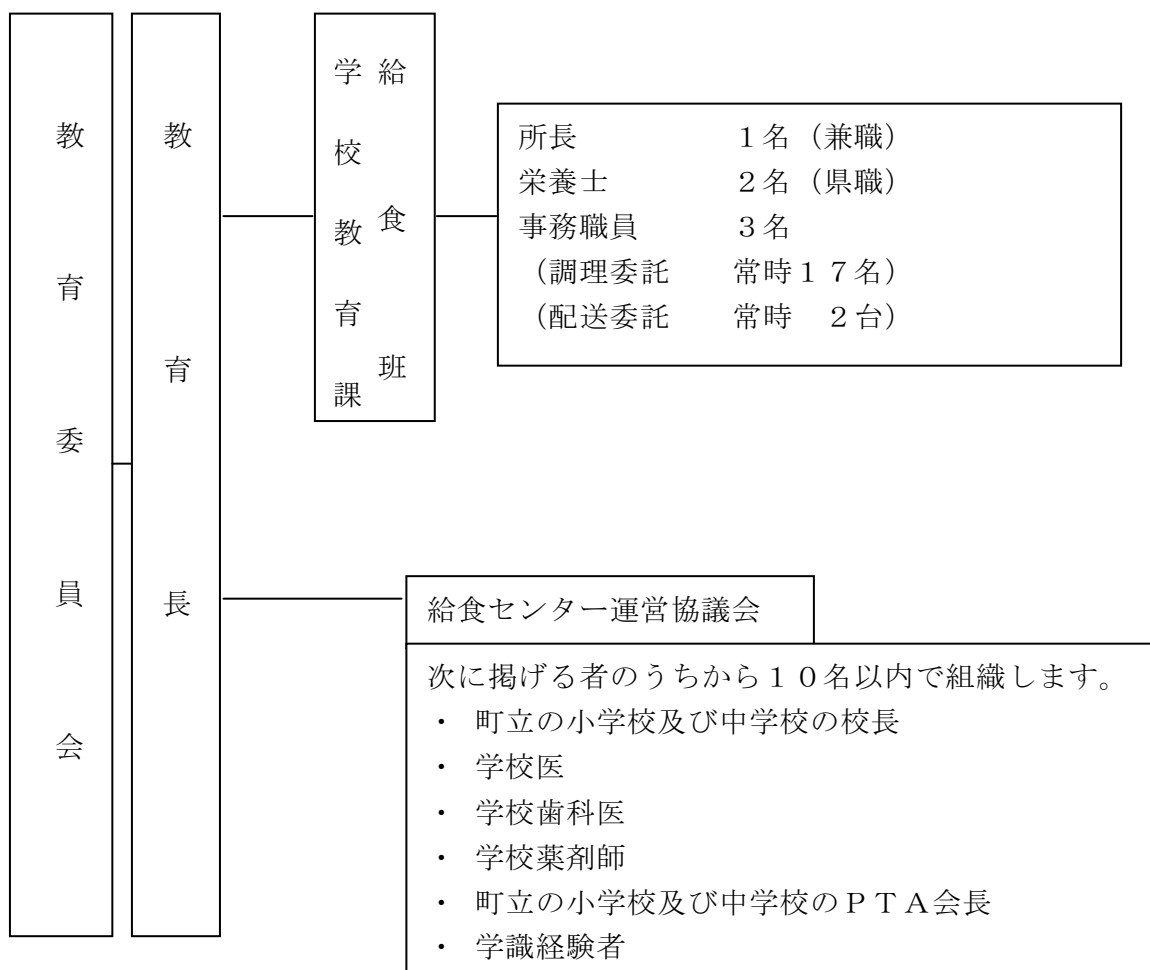 教育委員会
教育長
学校教育課
給食班
所長　　　　　　１名（兼職）
栄養士　　　　　２名（県職）
事務職員　　　　３名
（調理委託　　常時１７名）
（配送委託　　常時　２台）
給食センター運営協議会
次に掲げる者のうちから１０名以内で組織します。
・　町立の小学校及び中学校の校長
・　学校医
・　学校歯科医
・　学校薬剤師
・　町立の小学校及び中学校のＰＴＡ会長
・　学識経験者